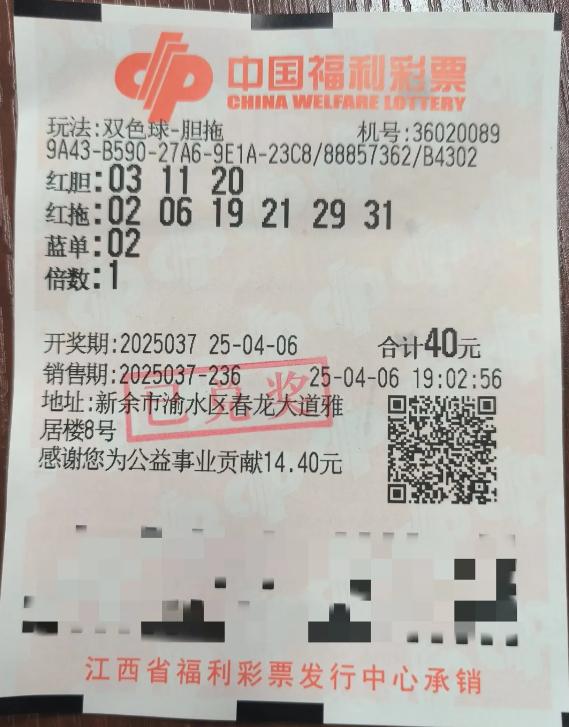 中国福利彩票
CHINA WELFARE LOTTERY
玩法:双色球-胆拖 机号:36020089
9A43-B590-27A6-9E1A-23C8/88857362/B4302
红胆:03 11 20
红拖:02 06 19 21 29 31
蓝单:02
倍数:1
开奖期:2025037 25-04-06 合计40元
销售期:2025037-236 25-04-06 19:02:56
已兑奖
地址:新余市渝水区春龙大道雅
居楼8号
感谢您为公益事业贡献14.40元
江西省福利彩票发行中心承销